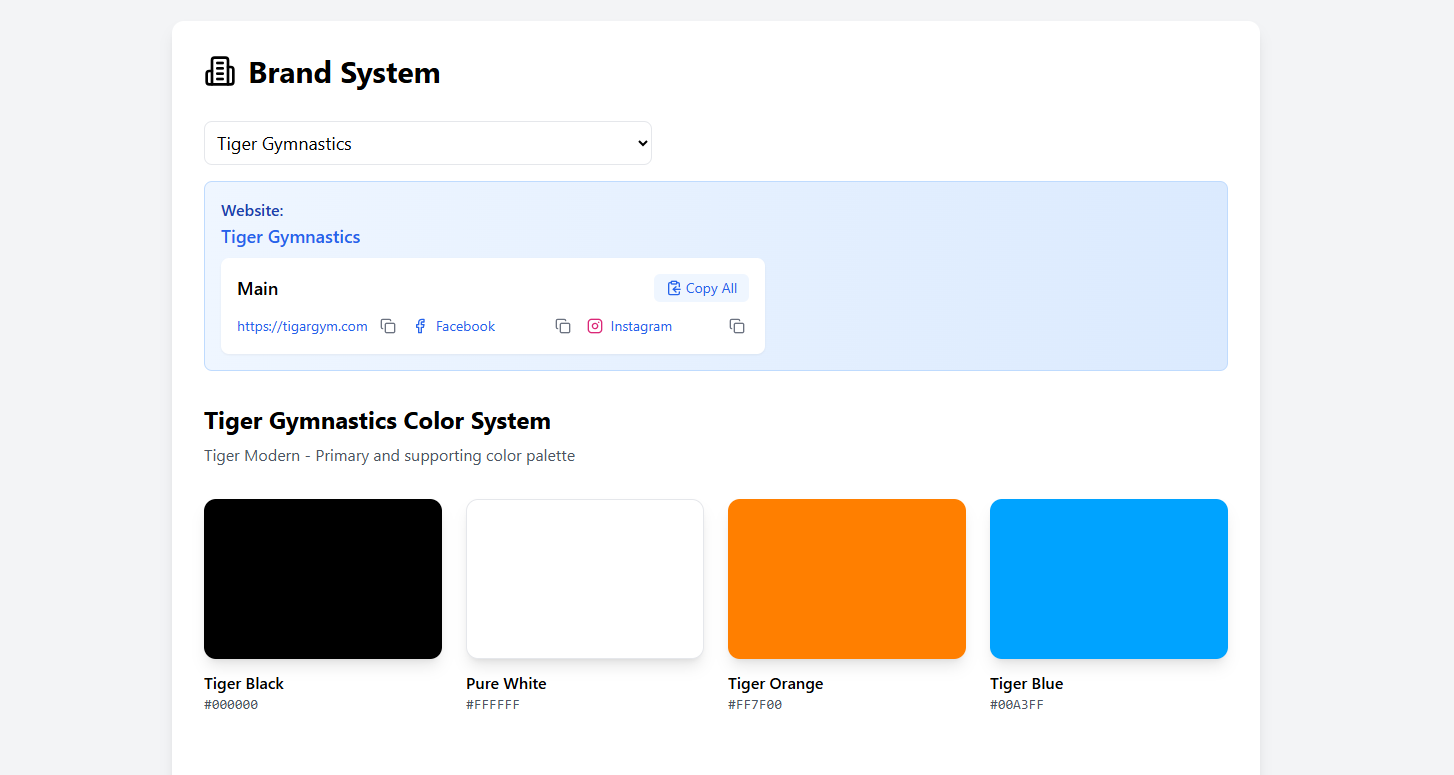 Brand System
Tiger Gymnastics
Website:
Tiger Gymnastics
Main
Copy All
https://tigargym.com
Facebook
Instagram
Tiger Gymnastics Color System
Tiger Modern - Primary and supporting color palette
Tiger Black
#000000
Pure White
#FFFFFF
Tiger Orange
#FF7F00
Tiger Blue
#00A3FF